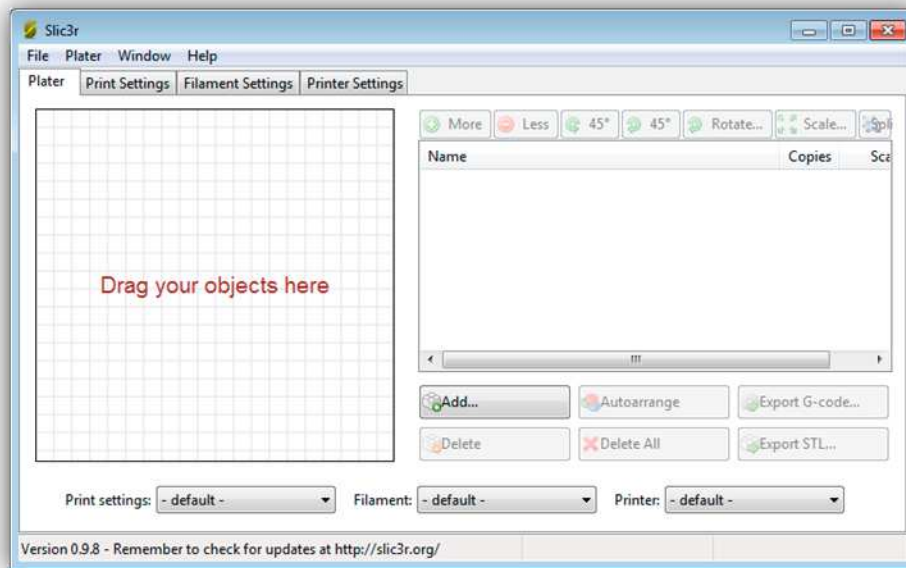 Slic3r
File Plater Window Help
Plater Print Settings Filament Settings Printer Settings
More Less 45° 45° Rotate... Scale... Spli
Name Copies Sca
Drag your objects here
Add... Autoarrange Export G-code...
Delete Delete All Export STL...
Print settings: - default - Filament: - default - Printer: - default -
Version 0.9.8 - Remember to check for updates at http://slic3r.org/